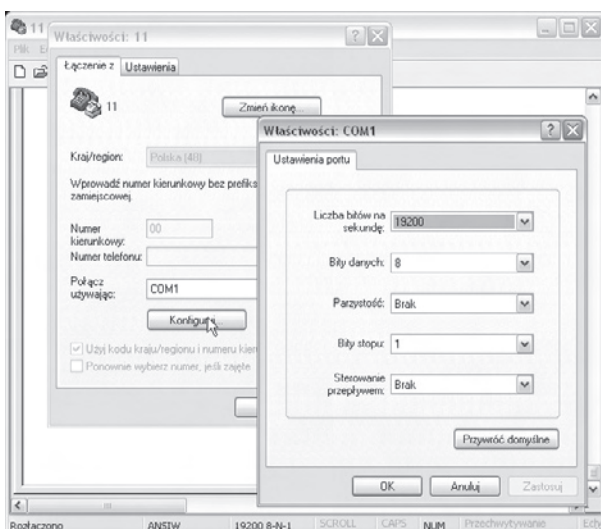 11
Plik
Właściwości: 11
Łączenie z
Ustawienia
11
Zmień ikonę...
Kraj/region:
Polska (48)
Wprowadź numer kierunkowy bez prefiks
zamiejscowej.
Numer
kierunkowy:
00
Numer telefonu:
Połącz
używając:
COM1
Konfiguruj...
Użyj kodu kraju/regionu i numeru kier
Ponownie wybierz numer, jeśli zajęte
Właściwości: COM1
Ustawienia portu
Liczba bitów na
sekundę:
19200
Bity danych:
8
Parzystość:
Brak
Bity stopu:
1
Sterowanie
przepływem:
Brak
Przywróć domyślne
OK
Anuluj
Zastosuj
Rozłączono
ANSIW
19200 8-N-1
SCROLL
CAPS
NUM
Przechwytywanie